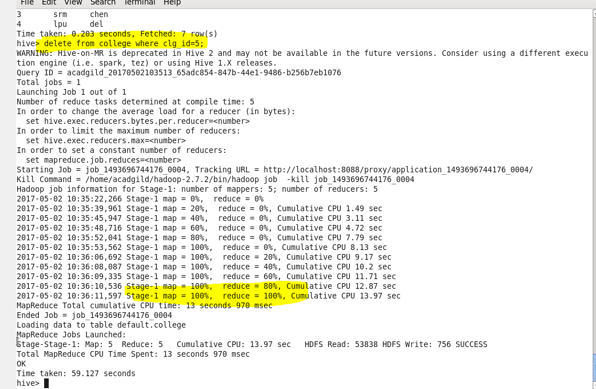 File Edit View Search Terminal Help
3 srm chen
4 lpu del
Time taken: 0.203 seconds, Fetched: 7 row(s)
hive> delete from college where clg_id=5;
WARNING: Hive-on-MR is deprecated in Hive 2 and may not be available in the future versions. Consider using a different execu
tion engine (i.e. spark, tez) or using Hive 1.X releases.
Query ID = acadgild_20170502103513_65adc854-847b-44e1-9486-b256b7eb1076
Total jobs = 1
Launching Job 1 out of 1
Number of reduce tasks determined at compile time: 5
In order to change the average load for a reducer (in bytes):
set hive.exec.reducers.bytes.per.reducer=<number>
In order to limit the maximum number of reducers:
set hive.exec.reducers.max=<number>
In order to set a constant number of reducers:
set mapreduce.job.reduces=<number>
Starting Job = job_1493696744176_0004, Tracking URL = http://localhost:8088/proxy/application_1493696744176_0004/
Kill Command = /home/acadgild/hadoop-2.7.2/bin/hadoop job -kill job_1493696744176_0004
Hadoop job information for Stage-1: number of mappers: 5; number of reducers: 5
2017-05-02 10:35:22,266 Stage-1 map = 0%, reduce = 0%
2017-05-02 10:35:39,961 Stage-1 map = 20%, reduce = 0%, Cumulative CPU 1.49 sec
2017-05-02 10:35:45,947 Stage-1 map = 40%, reduce = 0%, Cumulative CPU 3.11 sec
2017-05-02 10:35:48,716 Stage-1 map = 60%, reduce = 0%, Cumulative CPU 4.72 sec
2017-05-02 10:35:52,041 Stage-1 map = 80%, reduce = 0%, Cumulative CPU 7.79 sec
2017-05-02 10:35:53,562 Stage-1 map = 100%, reduce = 0%, Cumulative CPU 8.13 sec
2017-05-02 10:36:06,692 Stage-1 map = 100%, reduce = 20%, Cumulative CPU 9.17 sec
2017-05-02 10:36:08,087 Stage-1 map = 100%, reduce = 40%, Cumulative CPU 10.2 sec
2017-05-02 10:36:09,335 Stage-1 map = 100%, reduce = 60%, Cumulative CPU 11.71 sec
2017-05-02 10:36:10,536 Stage-1 map = 100%, reduce = 80%, Cumulative CPU 12.87 sec
2017-05-02 10:36:11,597 Stage-1 map = 100%, reduce = 100%, Cumulative CPU 13.97 sec
MapReduce Total cumulative CPU time: 13 seconds 970 msec
Ended Job = job_1493696744176_0004
Loading data to table default.college
MapReduce Jobs Launched:
Stage-Stage-1: Map: 5 Reduce: 5 Cumulative CPU: 13.97 sec HDFS Read: 53838 HDFS Write: 756 SUCCESS
Total MapReduce CPU Time Spent: 13 seconds 970 msec
OK
Time taken: 59.127 seconds
hive>